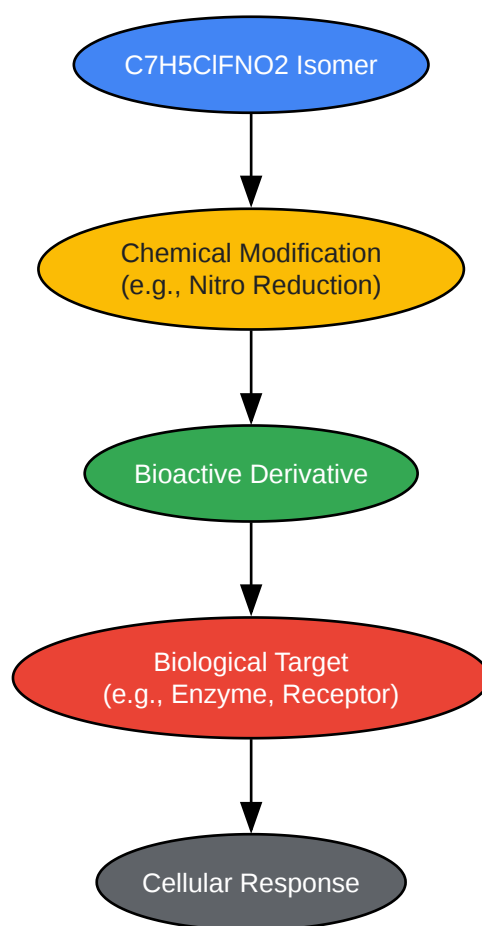 C7H5ClFNO2 Isomer
Chemical Modification
(e.g., Nitro Reduction)
Bioactive Derivative
Biological Target
(e.g., Enzyme, Receptor)
Cellular Response